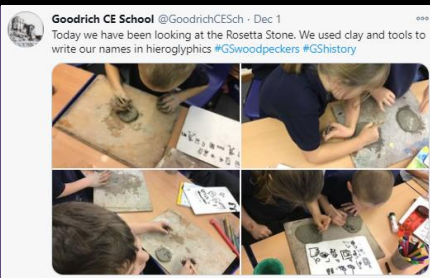 Goodrich CE School @GoodrichCESch · Dec 1
Today we have been looking at the Rosetta Stone. We used clay and tools to
write our names in hieroglyphics #GSwoodpeckers #GShistory